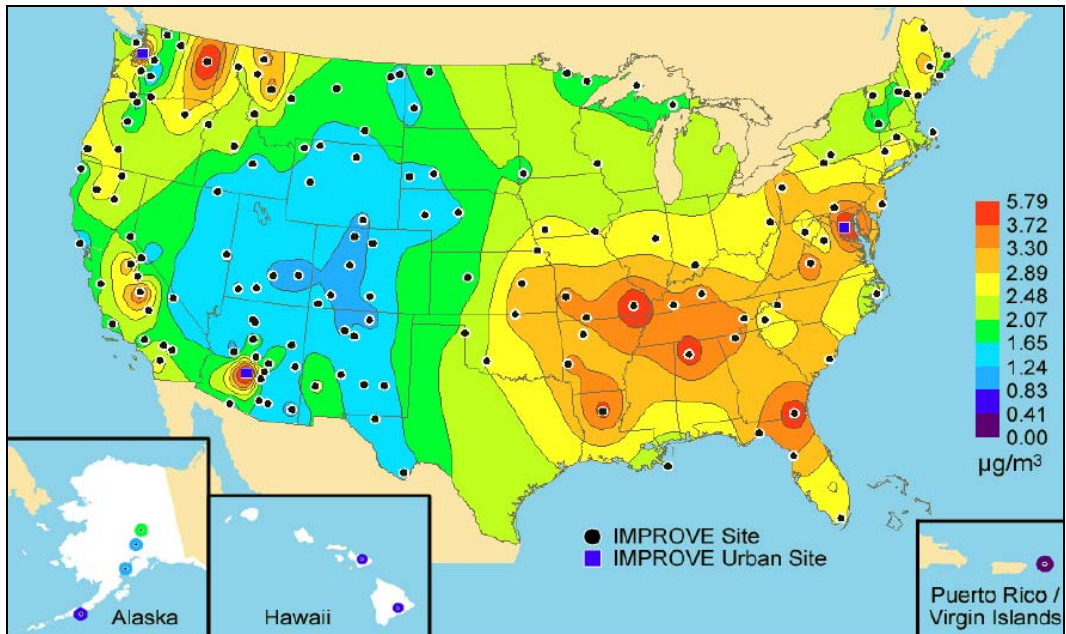 5.79
3.72
3.30
2.89
2.48
2.07
1.65
1.24
0.83
0.41
0.00
µg/m³
IMPROVE Site
IMPROVE Urban Site
Alaska
Hawaii
Puerto Rico /
Virgin Islands